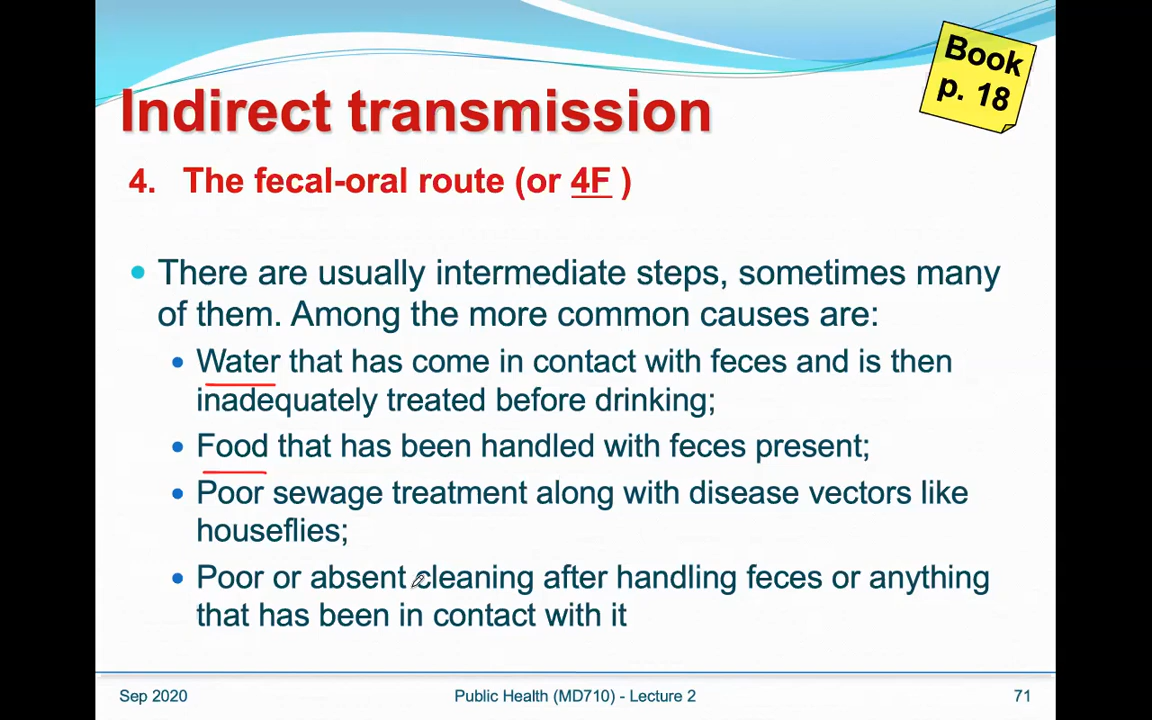 Book
p. 18
Indirect transmission
4. The fecal-oral route (or 4F )
• There are usually intermediate steps, sometimes many
of them. Among the more common causes are:
• Water that has come in contact with feces and is then
inadequately treated before drinking;
• Food that has been handled with feces present;
• Poor sewage treatment along with disease vectors like
houseflies;
• Poor or absent cleaning after handling feces or anything
that has been in contact with it
Sep 2020 Public Health (MD710) - Lecture 2 71